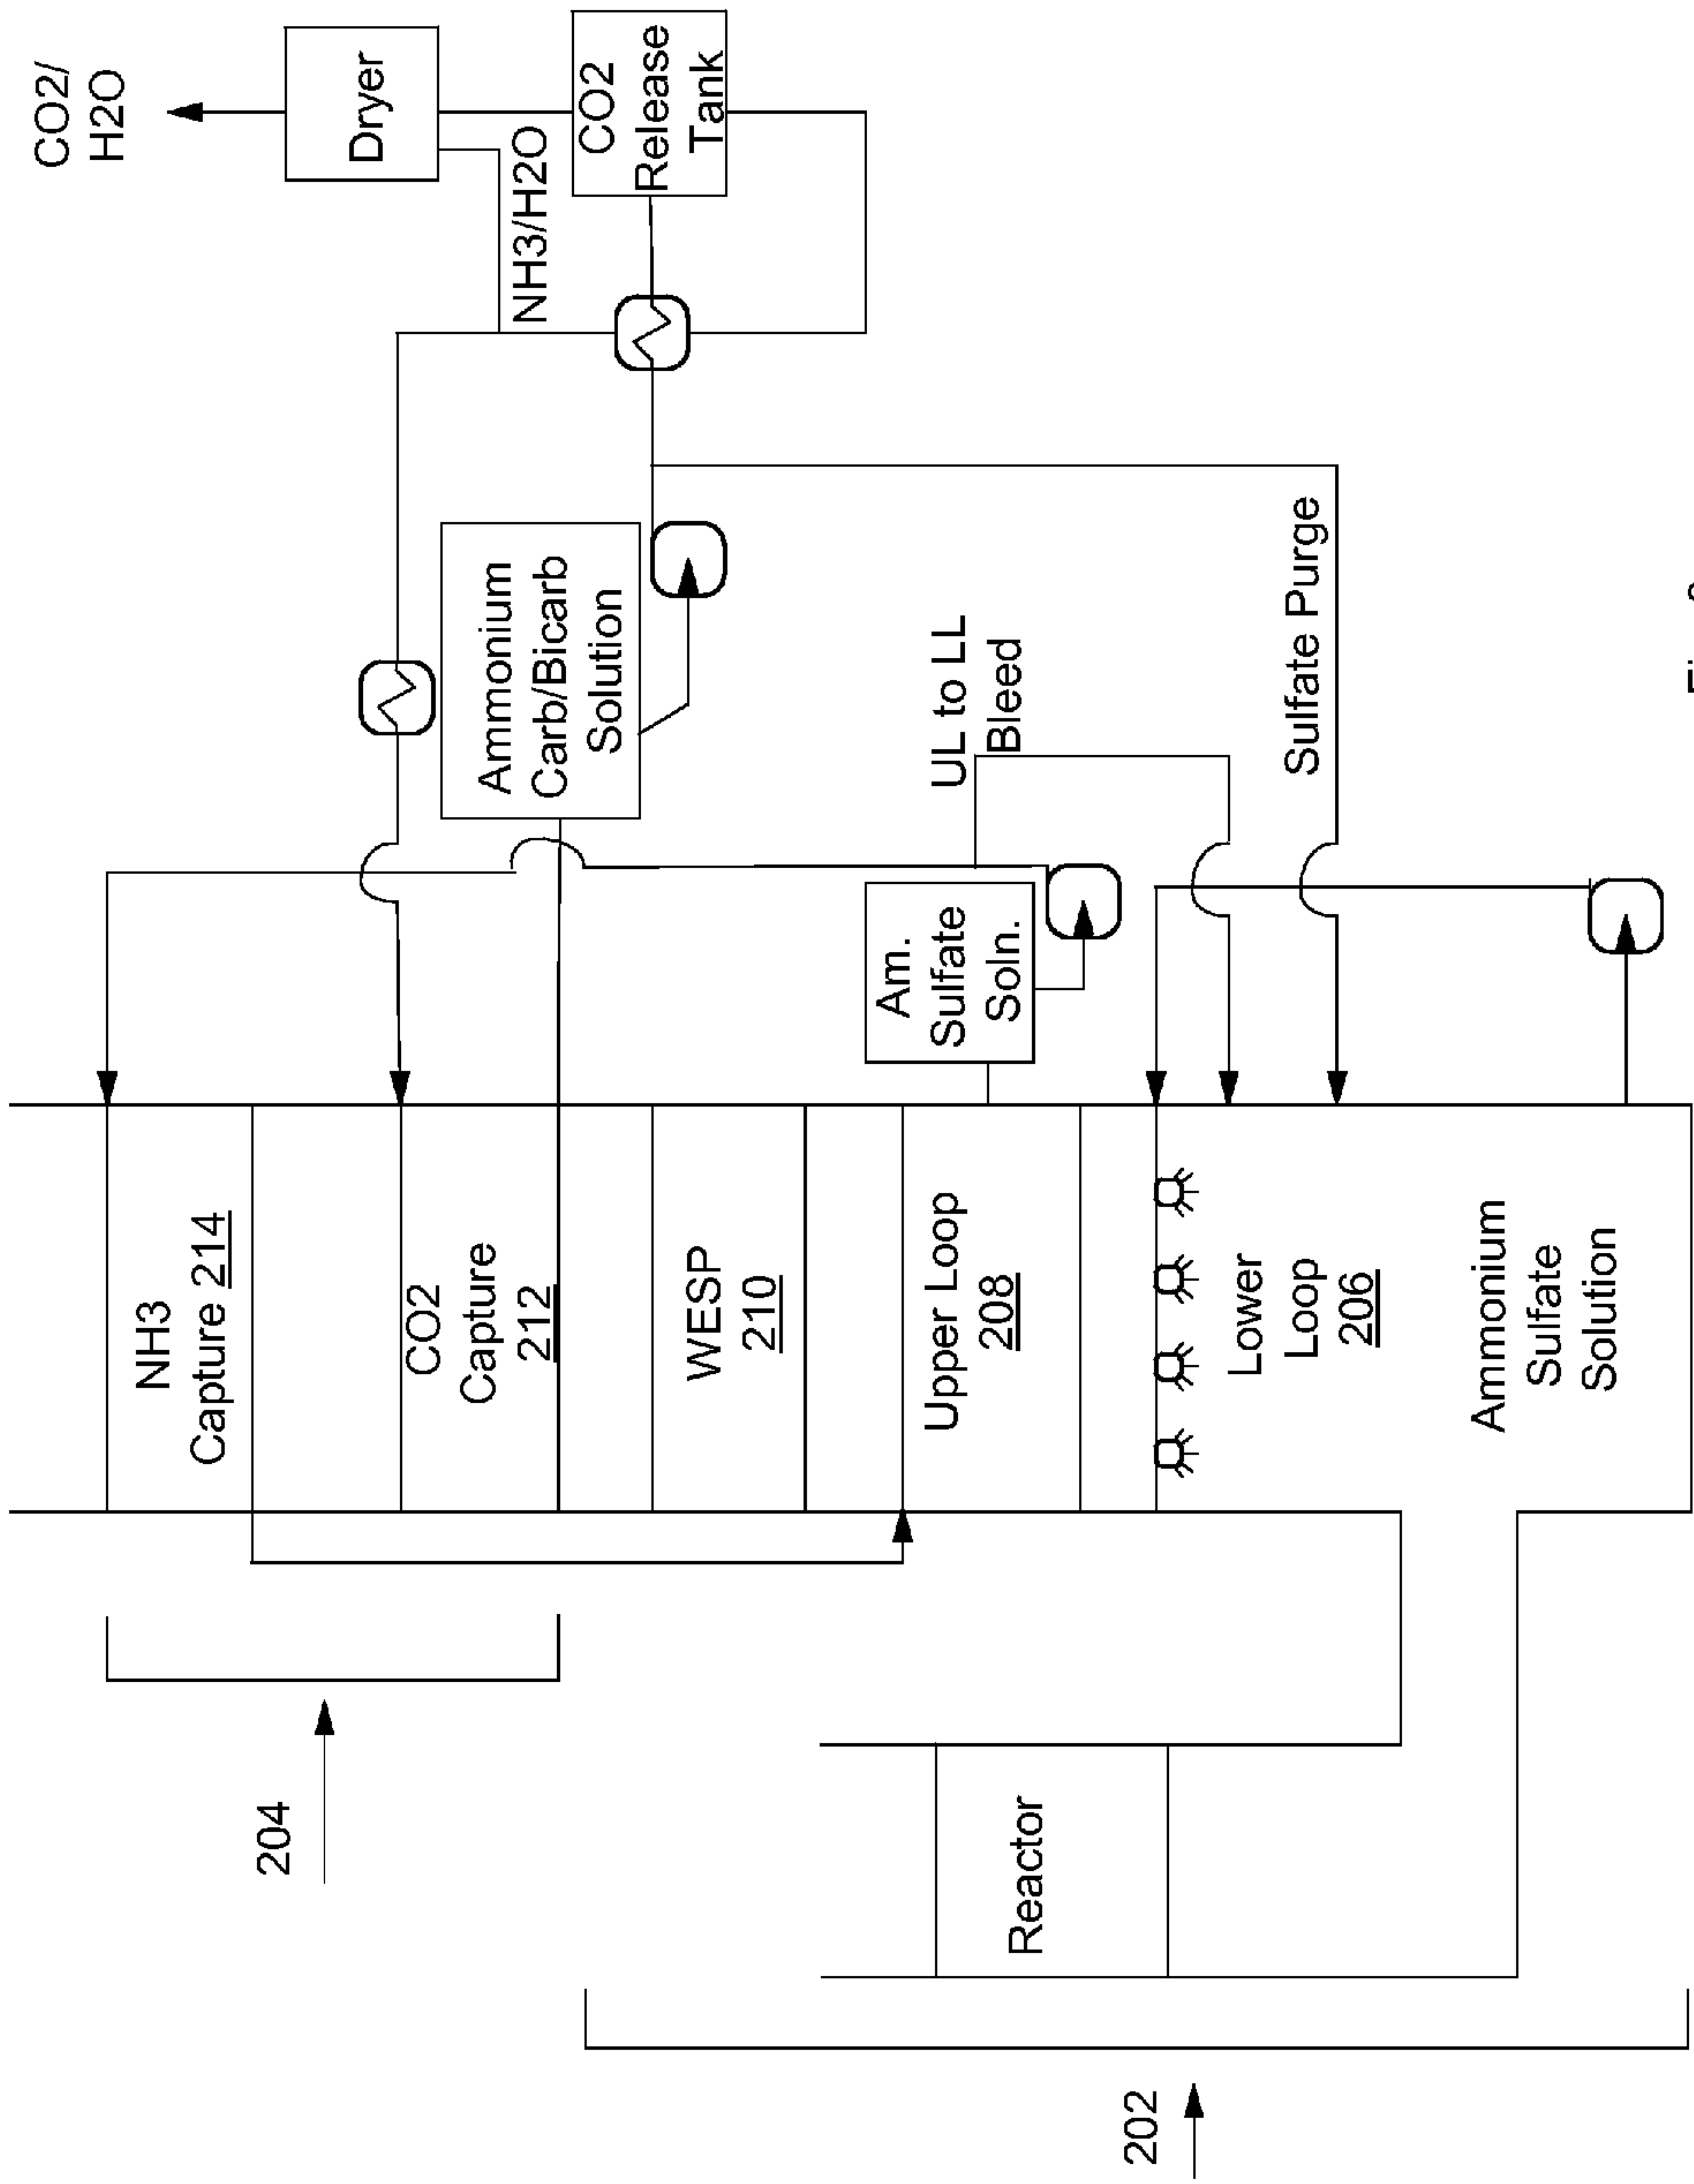 CO2/
H2O
Dryer
NH3/H2O
CO2
Release
Tank
Ammonium
Carb/Bicarb
Solution
UL to LL
Bleed
Sulfate Purge
Am.
Sulfate
Soln.
NH3
Capture 214
CO2
Capture
212
WESP
210
Upper Loop
208
Lower
Loop
206
Ammonium
Sulfate
Solution
204
Reactor
202